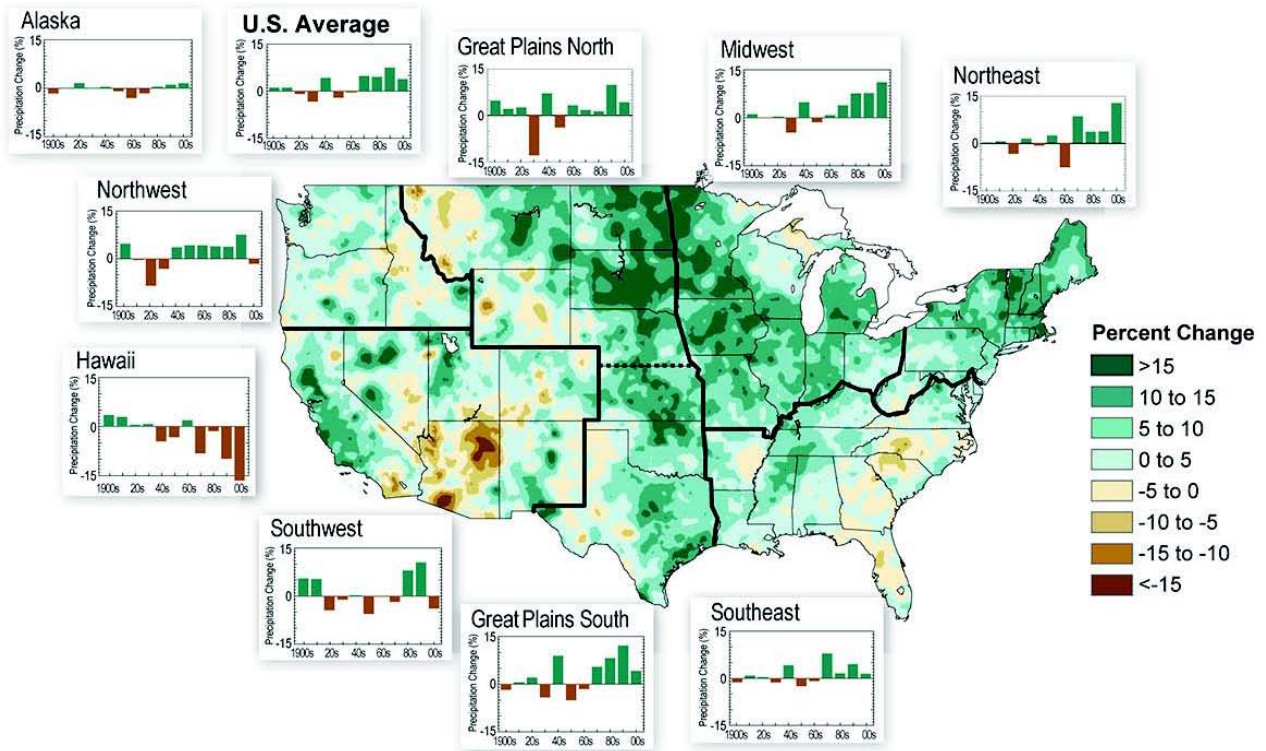 Alaska
Precipitation Change (%)
15
0
-15
1900s 20s 40s 60s 80s 00s
U.S. Average
Precipitation Change (%)
15
0
-15
1900s 20s 40s 60s 80s 00s
Great Plains North
Precipitation Change (%)
15
0
-15
1900s 20s 40s 60s 80s 00s
Midwest
Precipitation Change (%)
15
0
-15
1900s 20s 40s 60s 80s 00s
Northeast
Precipitation Change (%)
15
0
-15
1900s 20s 40s 60s 80s 00s
Northwest
Precipitation Change (%)
15
0
-15
1900s 20s 40s 60s 80s 00s
Hawaii
Precipitation Change (%)
15
0
-15
1900s 20s 40s 60s 80s 00s
Percent Change
>15
10 to 15
5 to 10
0 to 5
-5 to 0
-10 to -5
-15 to -10
<-15
Southwest
Precipitation Change (%)
15
0
-15
1900s 20s 40s 60s 80s 00s
Great Plains South
Precipitation Change (%)
15
0
-15
1900s 20s 40s 60s 80s 00s
Southeast
Precipitation Change (%)
15
0
-15
1900s 20s 40s 60s 80s 00s